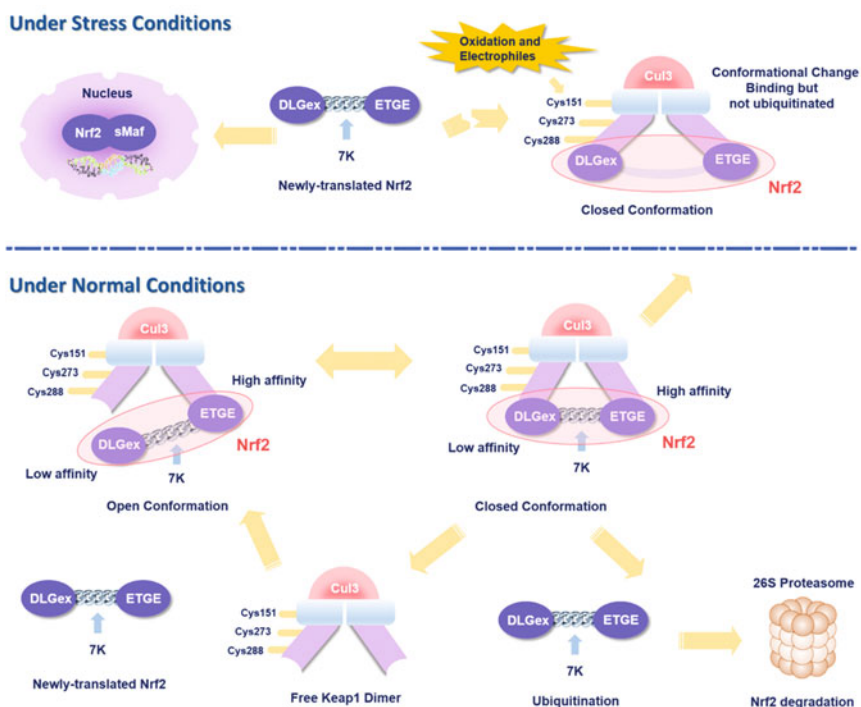 Under Stress Conditions
Oxidation and
Electrophiles
Nucleus
Nrf2 sMaf
DLGex ETGE
7K
Newly-translated Nrf2
Cul3
Cys151
Cys273
Cys288
DLGex ETGE
Nrf2
Closed Conformation
Conformational Change
Binding but
not ubiquitinated
Under Normal Conditions
Cul3
Cys151
Cys273
Cys288
High affinity
ETGE
DLGex
Nrf2
Low affinity
7K
Open Conformation
Cul3
Cys151
Cys273
Cys288
High affinity
DLGex ETGE
Low affinity
Nrf2
7K
Closed Conformation
DLGex ETGE
7K
Newly-translated Nrf2
Cul3
Cys151
Cys273
Cys288
Free Keap1 Dimer
DLGex ETGE
7K
Ubiquitination
26S Proteasome
Nrf2 degradation